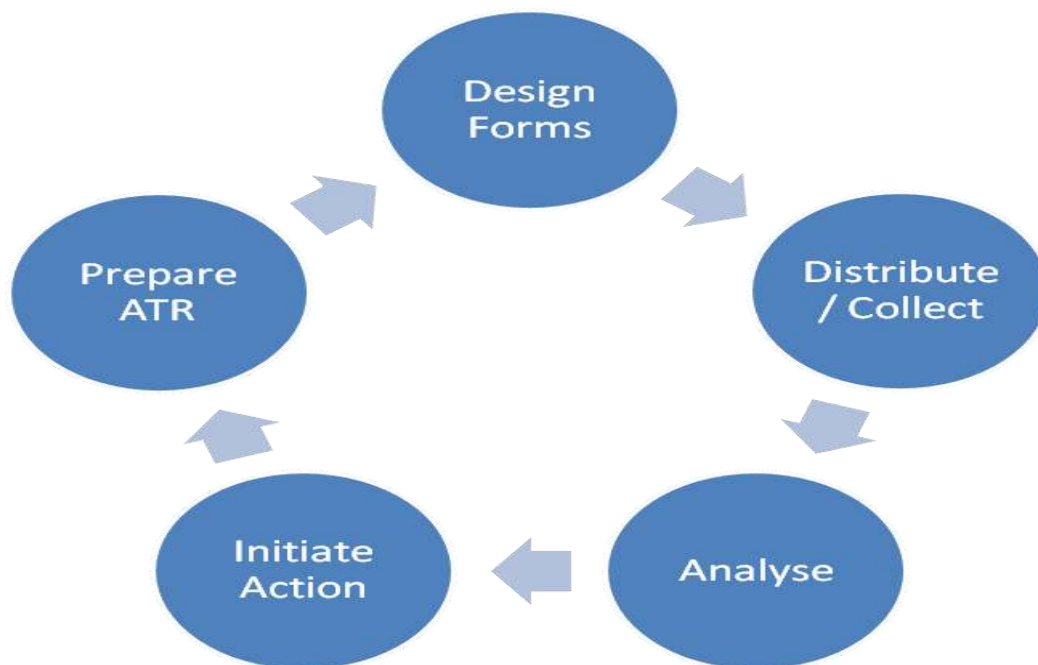 Design
Forms
Distribute
/ Collect
Analyse
Initiate
Action
Prepare
ATR